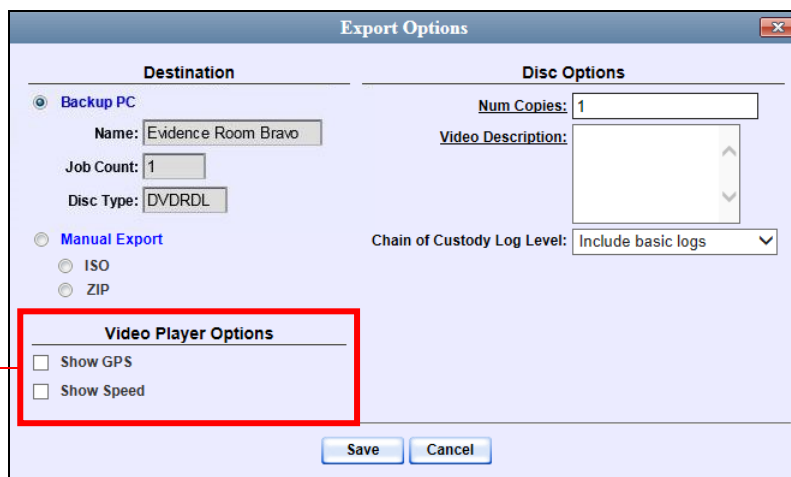 Export Options
Destination
Backup PC
Name: Evidence Room Bravo
Job Count: 1
Disc Type: DVDRDL
Manual Export
ISO
ZIP
Video Player Options
Show GPS
Show Speed
Disc Options
Num Copies: 1
Video Description:
Chain of Custody Log Level: Include basic logs
Save Cancel